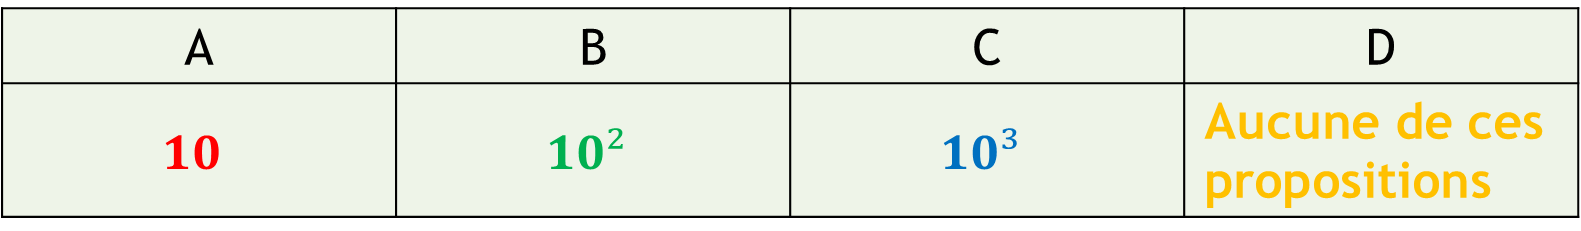 A B C D
10 10² 10³ Aucune de ces
propositions